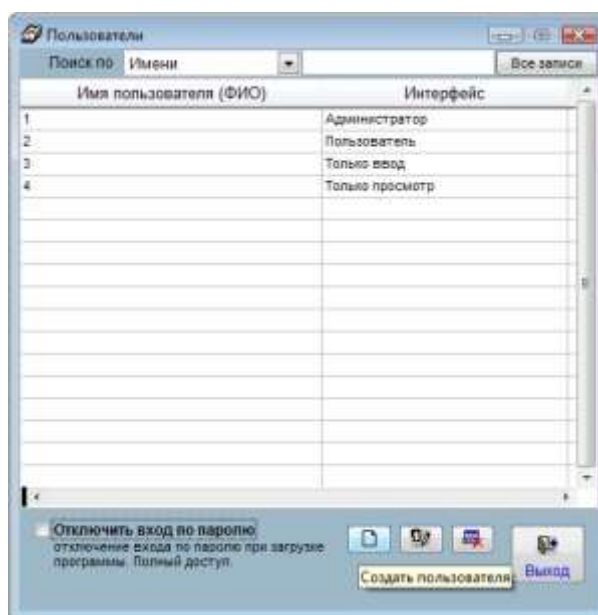 Пользователи
Поиск по Имени Все записи
Имя пользователя (ФИО) Интерфейс
1 Администратор
2 Пользователь
3 Только ввод
4 Только просмотр
Отключить вход по паролю
отключение входа по паролю при загрузке
программы. Полный доступ.
Создать пользователя
Выход